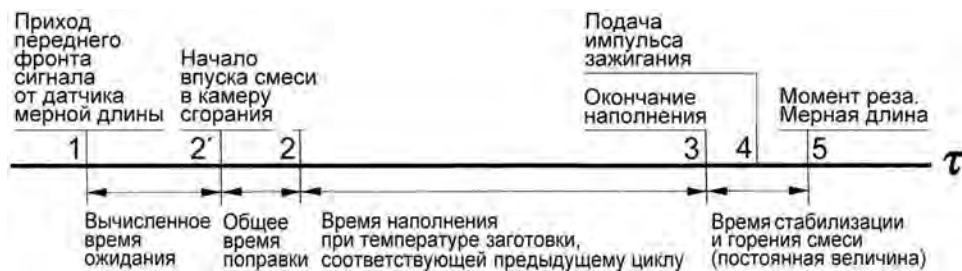 Приход
переднего
фронта
сигнала
от датчика
мерной длины
Начало
впуска смеси
в камеру
сгорания
Подача
импульса
зажигания
Окончание
наполнения
Момент реза.
Мерная длина
1
2´
2
3
4
5
τ
Вычисленное
время
ожидания
Общее
время
поправки
Время наполнения
при температуре заготовки,
соответствующей предыдущему циклу
Время стабилизации
и горения смеси
(постоянная величина)